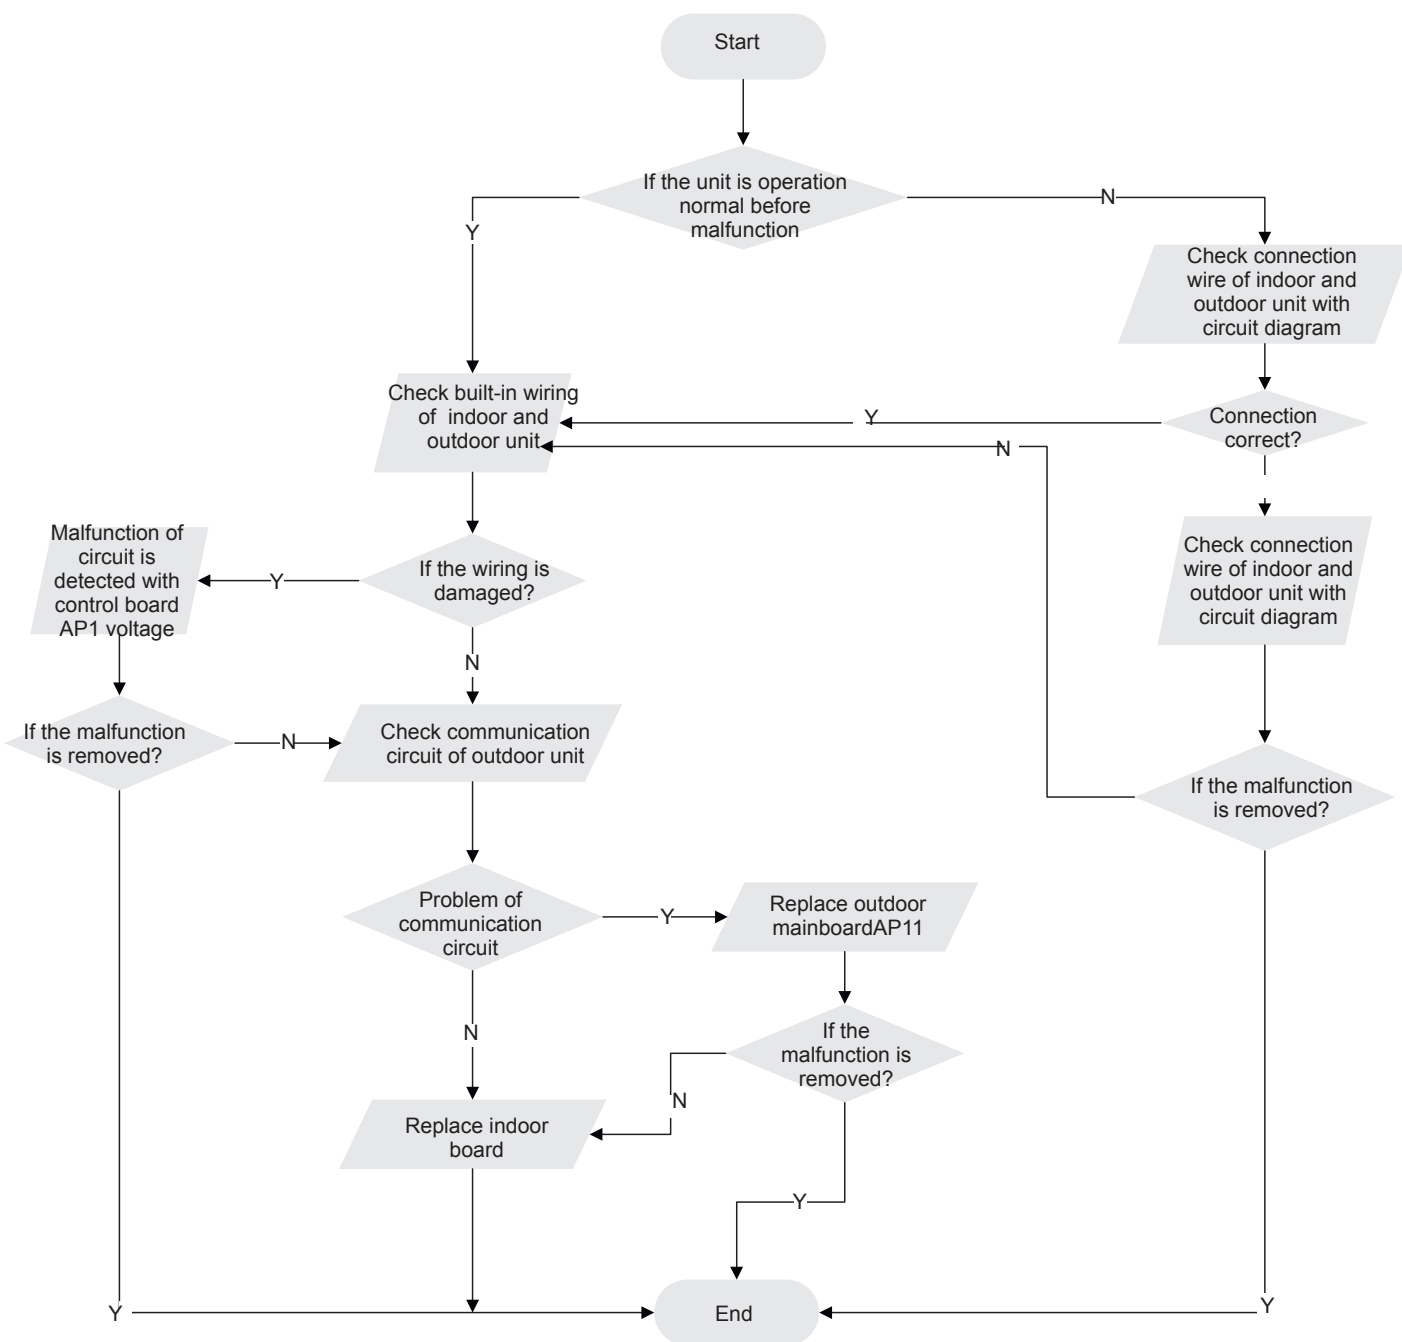 Start
If the unit is operation
normal before
malfunction
N
Y
Check connection
wire of indoor and
outdoor unit with
circuit diagram
Check built-in wiring
of  indoor and
outdoor unit
Y
Connection
correct?
N
Malfunction of
circuit is
detected with
control board
AP1 voltage
Y
If the wiring is
damaged?
Check connection
wire of indoor and
outdoor unit with
circuit diagram
N
If the malfunction
is removed?
N
Check communication
circuit of outdoor unit
If the malfunction
is removed?
Problem of
communication
circuit
Y
Replace outdoor
mainboardAP11
N
If the
malfunction is
removed?
N
Replace indoor
board
Y
Y
End
Y